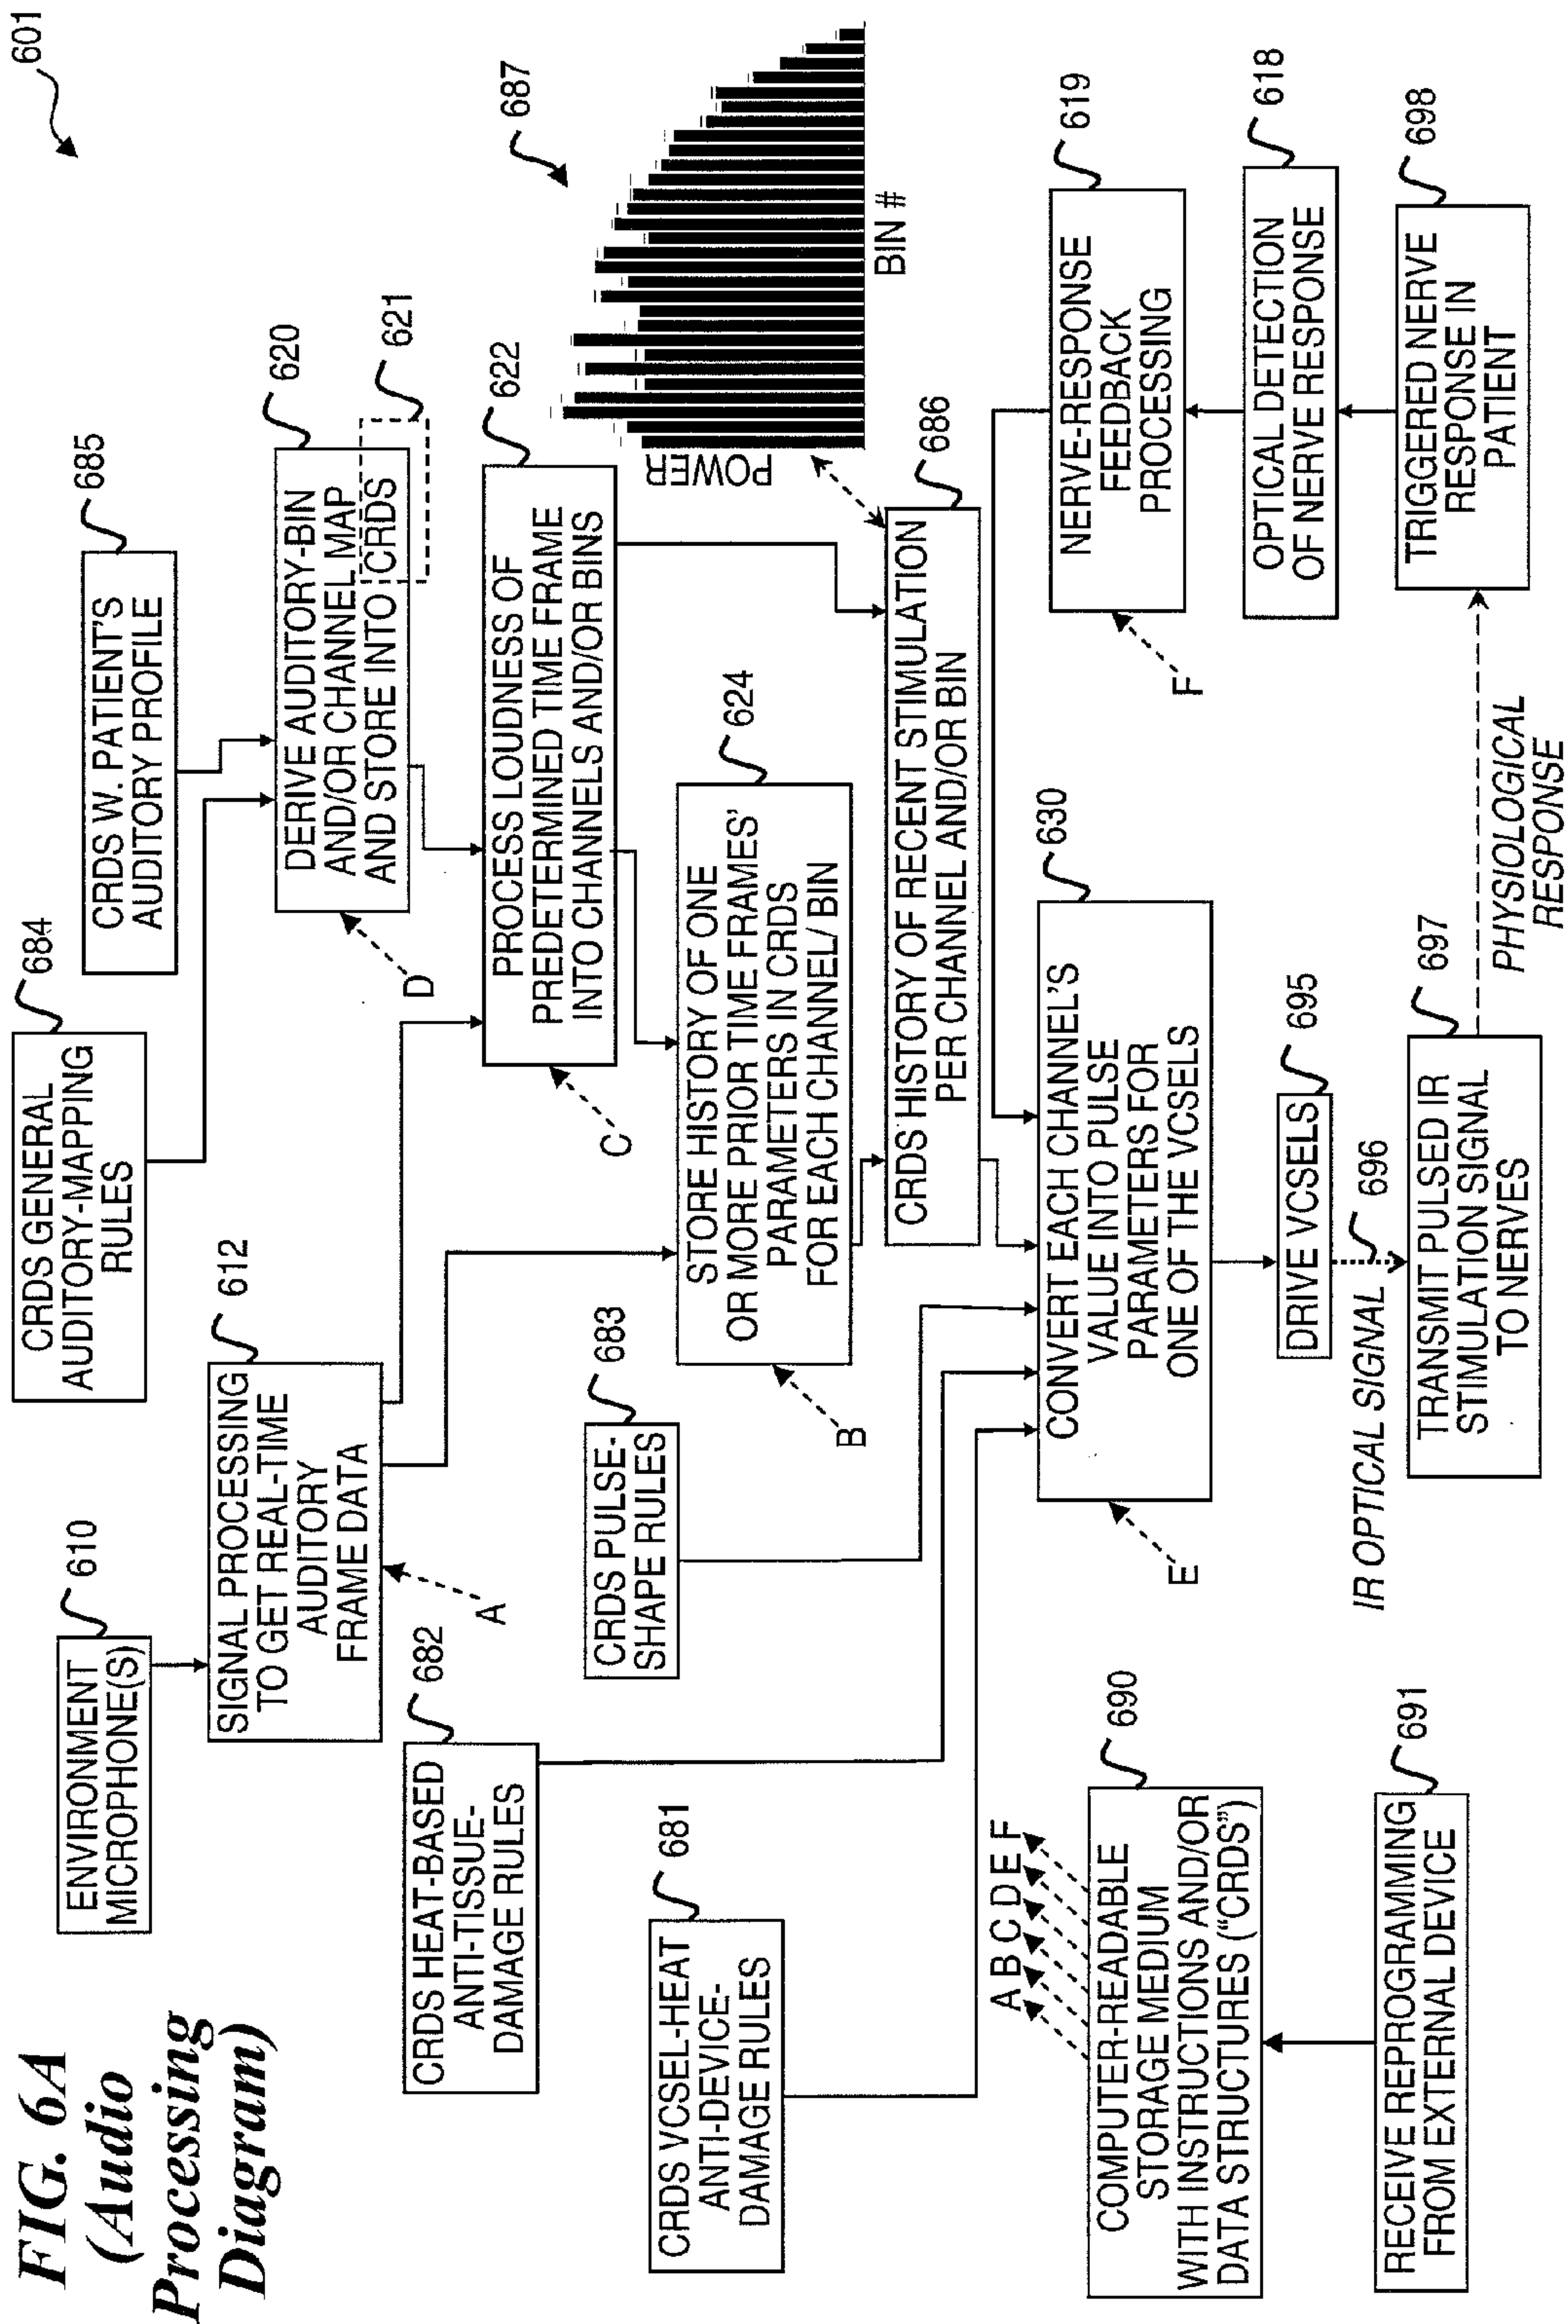 FIG. 6A
(Audio
Processing
Diagram)
601
ENVIRONMENT
MICROPHONE(S)
610
SIGNAL PROCESSING
TO GET REAL-TIME
AUDITORY
FRAME DATA
612
A
CRDS GENERAL
AUDITORY-MAPPING
RULES
684
CRDS W. PATIENT'S
AUDITORY PROFILE
685
DERIVE AUDITORY-BIN
AND/OR CHANNEL MAP
AND STORE INTO CRDS
620
621
D
CRDS HEAT-BASED
ANTI-TISSUE-
DAMAGE RULES
682
CRDS PULSE-
SHAPE RULES
683
PROCESS LOUDNESS OF
PREDETERMINED TIME FRAME
INTO CHANNELS AND/OR BINS
622
C
687
POWER
BIN #
CRDS VCSEL-HEAT
ANTI-DEVICE-
DAMAGE RULES
681
STORE HISTORY OF ONE
OR MORE PRIOR TIME FRAMES'
PARAMETERS IN CRDS
FOR EACH CHANNEL/ BIN
624
B
CRDS HISTORY OF RECENT STIMULATION
PER CHANNEL AND/OR BIN
686
A B C D E F
COMPUTER-READABLE
STORAGE MEDIUM
WITH INSTRUCTIONS AND/OR
DATA STRUCTURES ("CRDS")
690
RECEIVE REPROGRAMMING
FROM EXTERNAL DEVICE
691
CONVERT EACH CHANNEL'S
VALUE INTO PULSE
PARAMETERS FOR
ONE OF THE VCSELS
630
E
NERVE-RESPONSE
FEEDBACK
PROCESSING
619
F
DRIVE VCSELS
695
IR OPTICAL SIGNAL
696
OPTICAL DETECTION
OF NERVE RESPONSE
618
TRANSMIT PULSED IR
STIMULATION SIGNAL
TO NERVES
697
PHYSIOLOGICAL
RESPONSE
TRIGGERED NERVE
RESPONSE IN
PATIENT
698